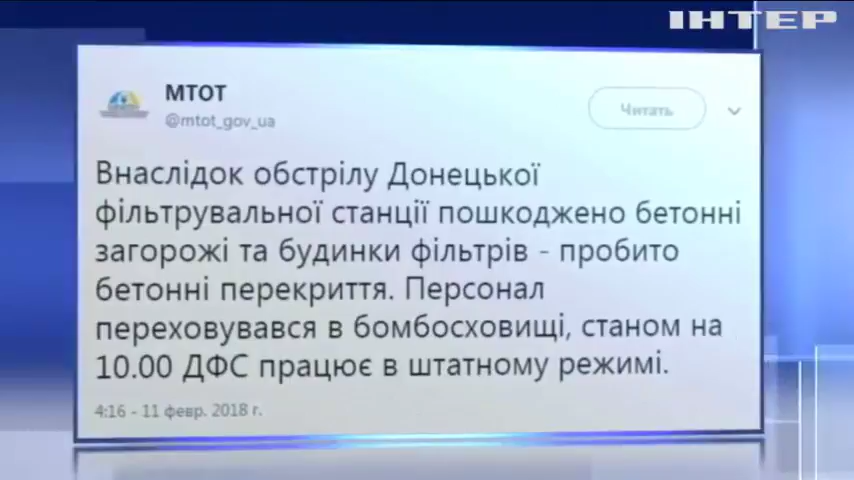 ІНТЕР
МТОТ
@mtot_gov_ua
Читать
Внаслідок обстрілу Донецької
фільтрувальної станції пошкоджено бетонні
загорожі та будинки фільтрів - пробито
бетонні перекриття. Персонал
переховувався в бомбосховищі, станом на
10.00 ДФС працює в штатному режимі.
4:16 - 11 февр. 2018 г.